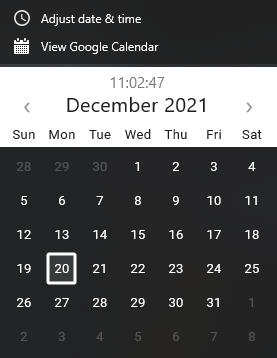 Adjust date & time
View Google Calendar
11:02:47
‹ December 2021 ›
Sun Mon Tue Wed Thu Fri Sat
28 29 30 1 2 3 4
5 6 7 8 9 10 11
12 13 14 15 16 17 18
19 20 21 22 23 24 25
26 27 28 29 30 31 1
2 3 4 5 6 7 8